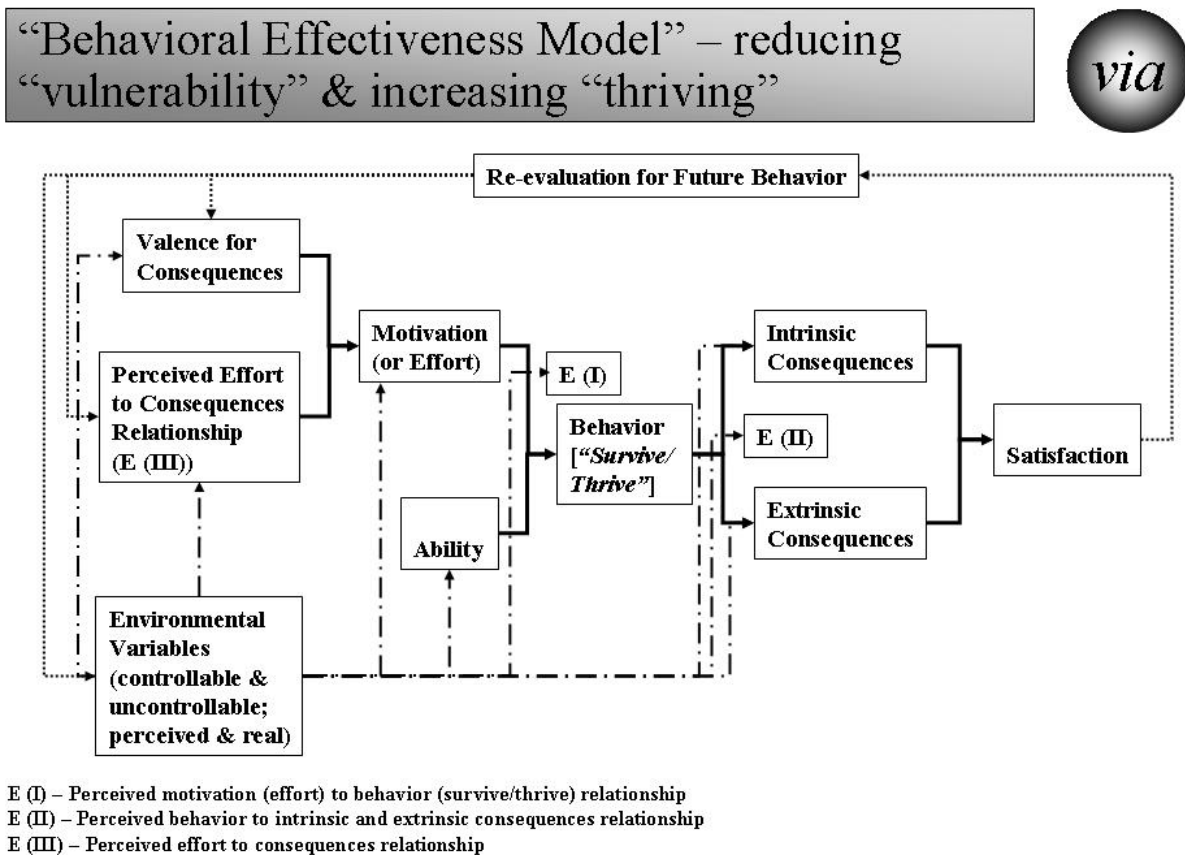 “Behavioral Effectiveness Model” – reducing
“vulnerability” & increasing “thriving”
via
Re-evaluation for Future Behavior
Valence for
Consequences
Motivation
(or Effort)
Intrinsic
Consequences
Perceived Effort
to Consequences
Relationship
(E (III))
E (I)
Behavior
[“Survive/
Thrive”]
E (II)
Satisfaction
Ability
Extrinsic
Consequences
Environmental
Variables
(controllable &
uncontrollable;
perceived & real)
E (I) – Perceived motivation (effort) to behavior (survive/thrive) relationship
E (II) – Perceived behavior to intrinsic and extrinsic consequences relationship
E (III) – Perceived effort to consequences relationship